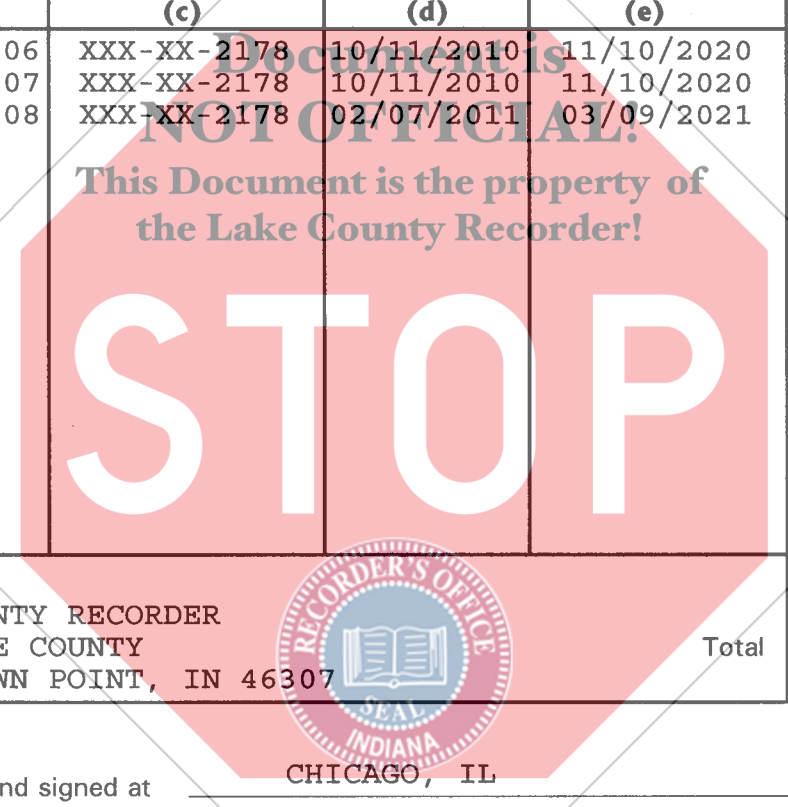 (c) (d) (e)
06 XXX-XX-2178 10/11/2010 11/10/2020
07 XXX-XX-2178 10/11/2010 11/10/2020
08 XXX-XX-2178 02/07/2011 03/09/2021
Document is
NOT OFFICIAL!
This Document is the property of
the Lake County Recorder!
STOP
NTY RECORDER
E COUNTY
WN POINT, IN 46307
Total
RECORDER'S OFFICE
SEAL
INDIANA
nd signed at CHICAGO, IL